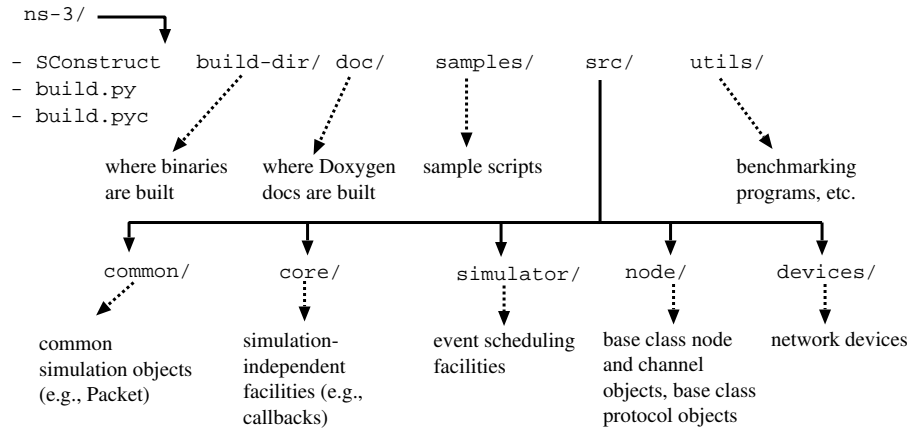 ns-3/
- SConstruct build-dir/ doc/ samples/ src/ utils/
- build.py
- build.pyc
where binaries
are built
where Doxygen
docs are built
sample scripts
benchmarking
programs, etc.
common/ core/ simulator/ node/ devices/
common
simulation objects
(e.g., Packet)
simulation-
independent
facilities (e.g.,
callbacks)
event scheduling
facilities
base class node
and channel
objects, base class
protocol objects
network devices